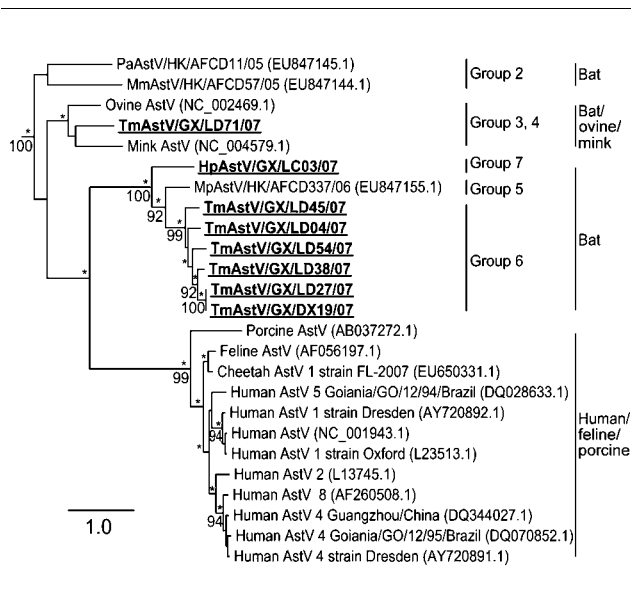 PaAstV/HK/AFCD11/05 (EU847145.1)
MmAstV/HK/AFCD57/05 (EU847144.1)
Group 2
Bat
Ovine AstV (NC_002469.1)
*
TmAstV/GX/LD71/07
Mink AstV (NC_004579.1)
Group 3, 4
Bat/
ovine/
mink
*
100
HpAstV/GX/LC03/07
Group 7
*
100
MpAstV/HK/AFCD337/06 (EU847155.1)
Group 5
*
92
TmAstV/GX/LD45/07
*
99
TmAstV/GX/LD04/07
TmAstV/GX/LD54/07
*
TmAstV/GX/LD38/07
*
92
TmAstV/GX/LD27/07
*
100
TmAstV/GX/DX19/07
Group 6
Bat
*
Porcine AstV (AB037272.1)
*
99
Feline AstV (AF056197.1)
*
Cheetah AstV 1 strain FL-2007 (EU650331.1)
*
Human AstV 5 Goiania/GO/12/94/Brazil (DQ028633.1)
Human AstV 1 strain Dresden (AY720892.1)
*
94
Human AstV (NC_001943.1)
Human AstV 1 strain Oxford (L23513.1)
*
Human AstV 2 (L13745.1)
*
Human AstV 8 (AF260508.1)
*
94
Human AstV 4 Guangzhou/China (DQ344027.1)
Human AstV 4 Goiania/GO/12/95/Brazil (DQ070852.1)
Human AstV 4 strain Dresden (AY720891.1)
Human/
feline/
porcine
1.0